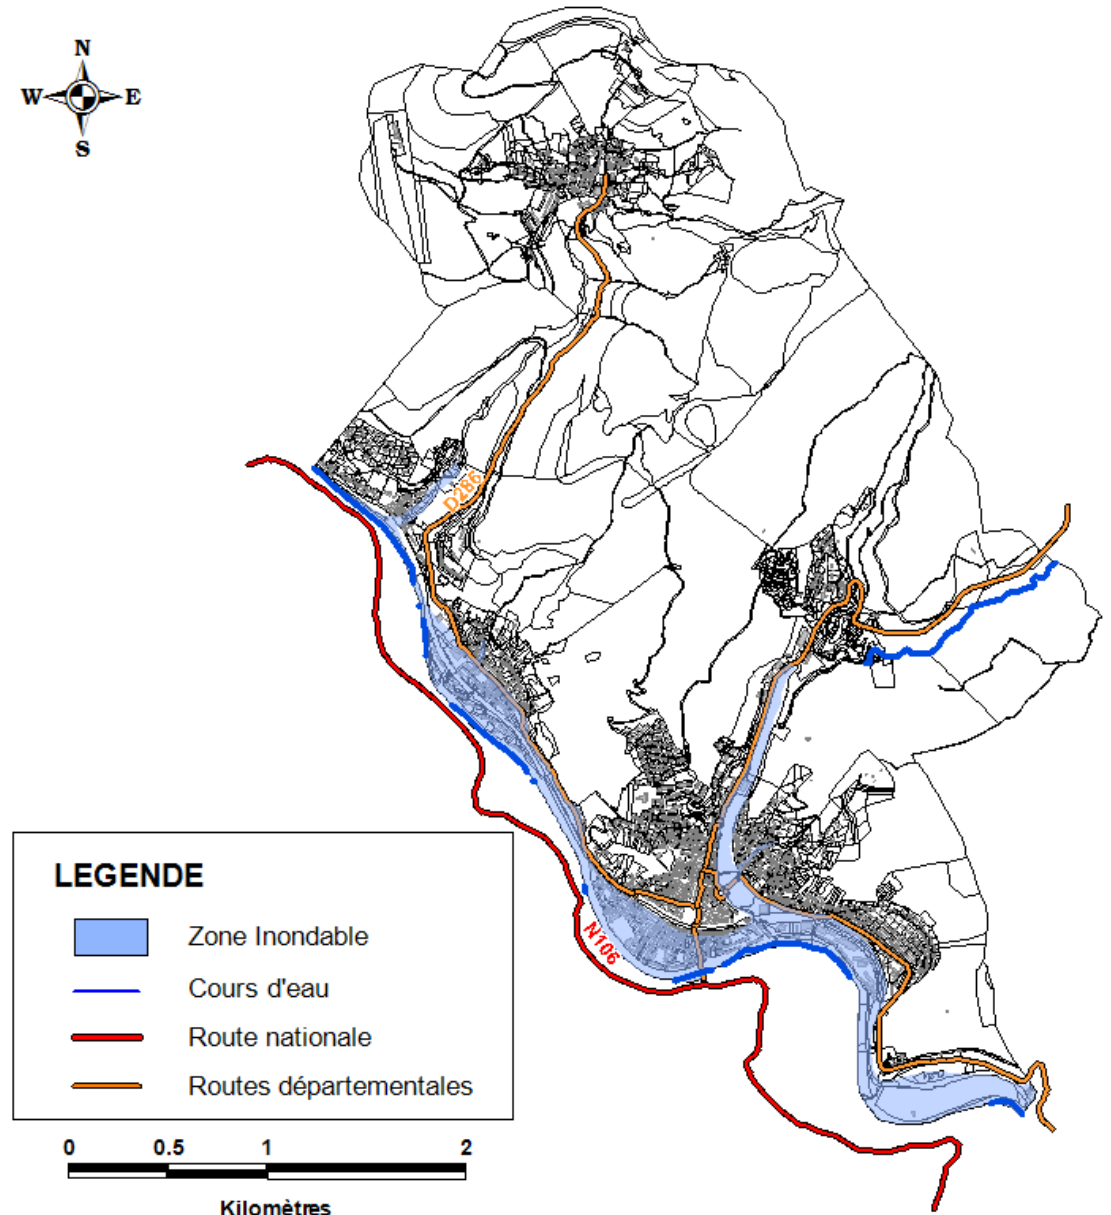 N
W E
S
D286
N106
LEGENDE
Zone Inondable
Cours d'eau
Route nationale
Routes départementales
0 0.5 1 2
Kilomètres